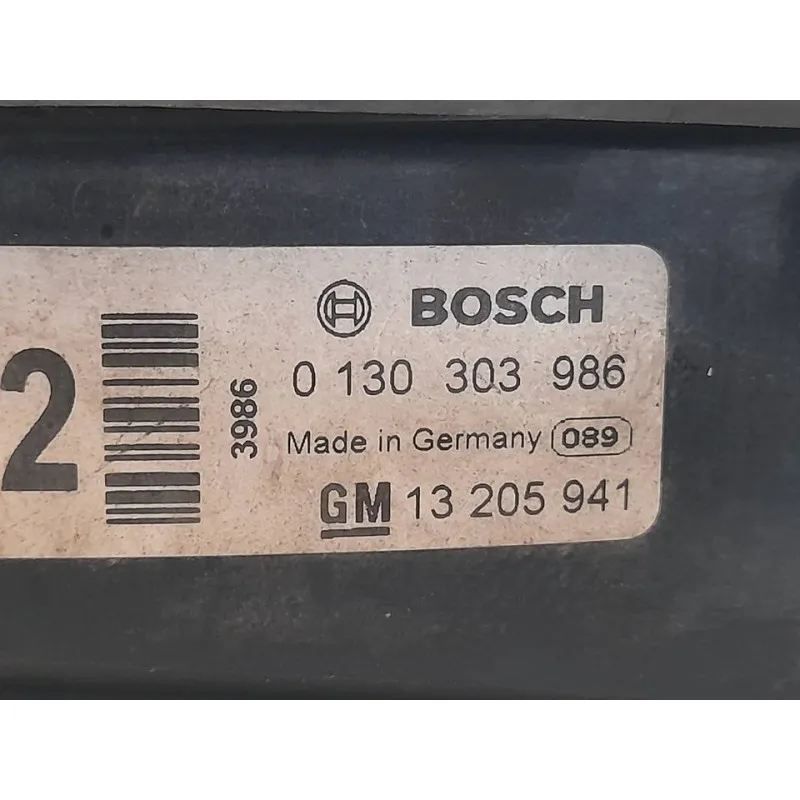 2
3986
BOSCH
0 130 303 986
Made in Germany 089
GM 13 205 941